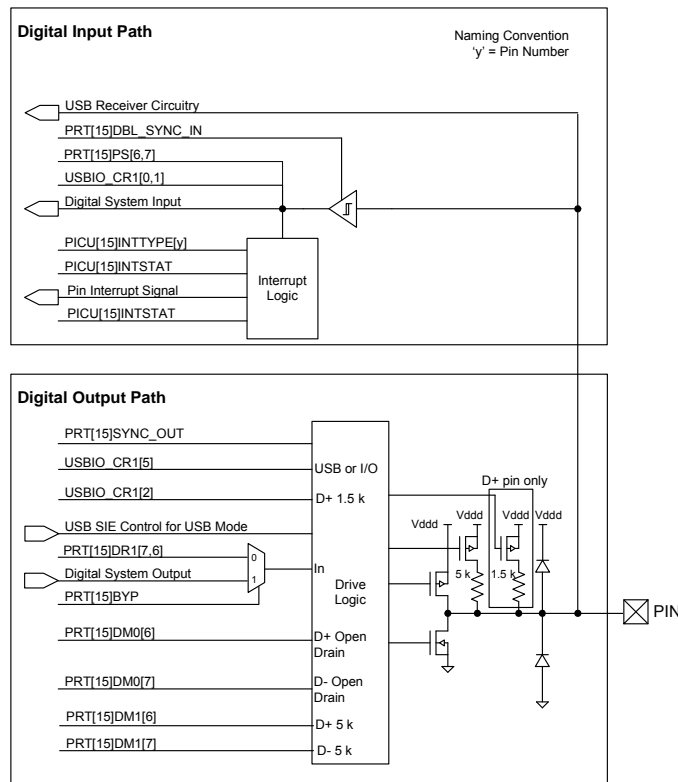 Digital Input Path
Naming Convention
'y' = Pin Number
USB Receiver Circuitry
PRT[15]DBL_SYNC_IN
PRT[15]PS[6,7]
USBIO_CR1[0,1]
Digital System Input
PICU[15]INTTYPE[y]
PICU[15]INTSTAT
Pin Interrupt Signal
PICU[15]INTSTAT
Interrupt
Logic
Digital Output Path
PRT[15]SYNC_OUT
USBIO_CR1[5]
USB or I/O
D+ pin only
USBIO_CR1[2]
D+ 1.5 k
Vddd
Vddd
Vddd
Vddd
USB SIE Control for USB Mode
PRT[15]DR1[7,6]
0
Digital System Output
1
In
5 k
1.5 k
Drive
Logic
PRT[15]BYP
PIN
PRT[15]DM0[6]
D+ Open
Drain
PRT[15]DM0[7]
D- Open
Drain
PRT[15]DM1[6]
D+ 5 k
PRT[15]DM1[7]
D- 5 k